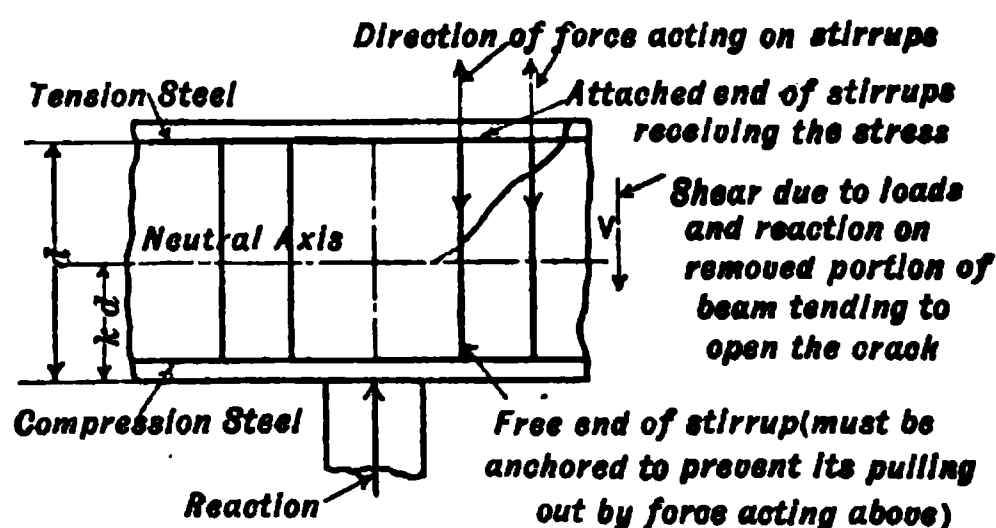 Direction of force acting on stirrups
Tension Steel
Attached end of stirrups
receiving the stress
Shear due to loads
and reaction on
removed portion of
beam tending to
open the crack
V
Neutral Axis
d
k d
Compression Steel
Free end of stirrup(must be
anchored to prevent its pulling
out by force acting above)
Reaction